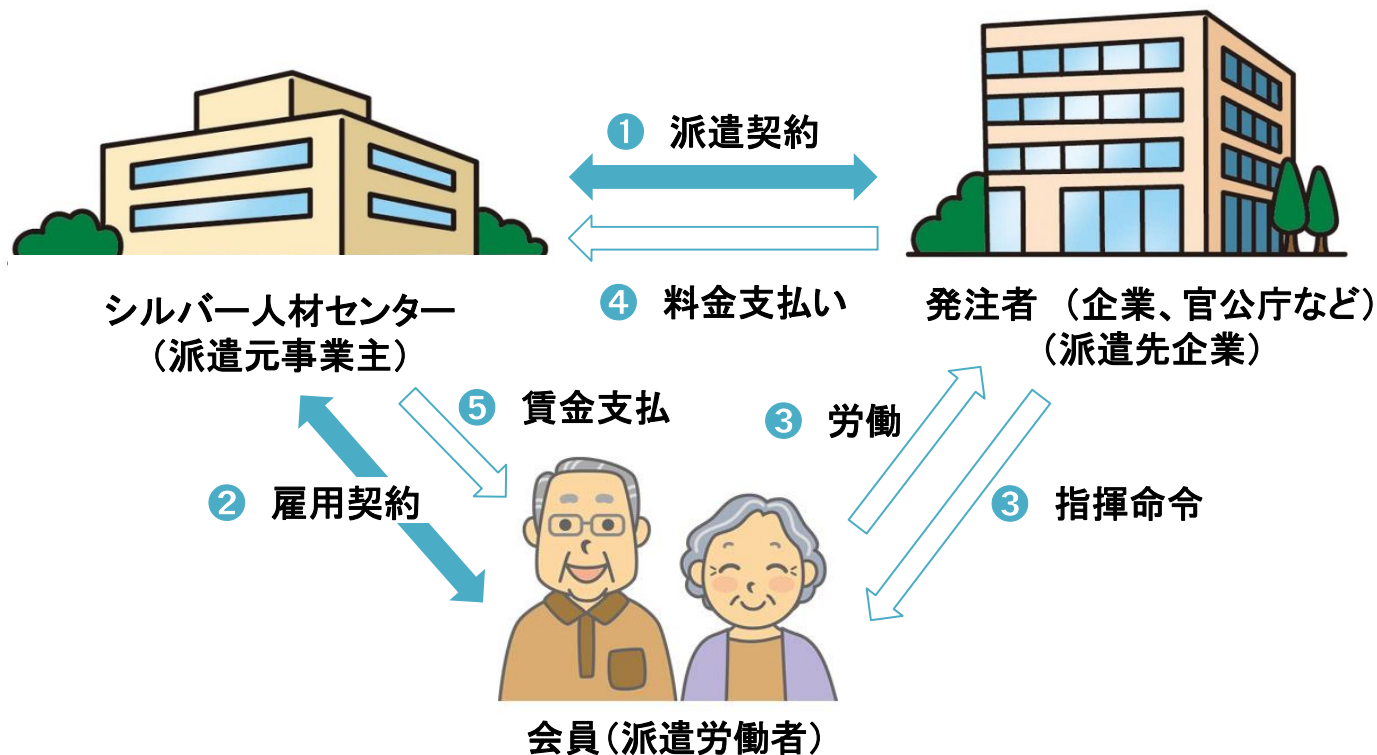 ❶ 派遣契約
❹ 料金支払い
シルバー人材センター
（派遣元事業主）
発注者 （企業、官公庁など）
（派遣先企業）
❺ 賃金支払
❸ 労働
❷ 雇用契約
❸ 指揮命令
会員（派遣労働者）